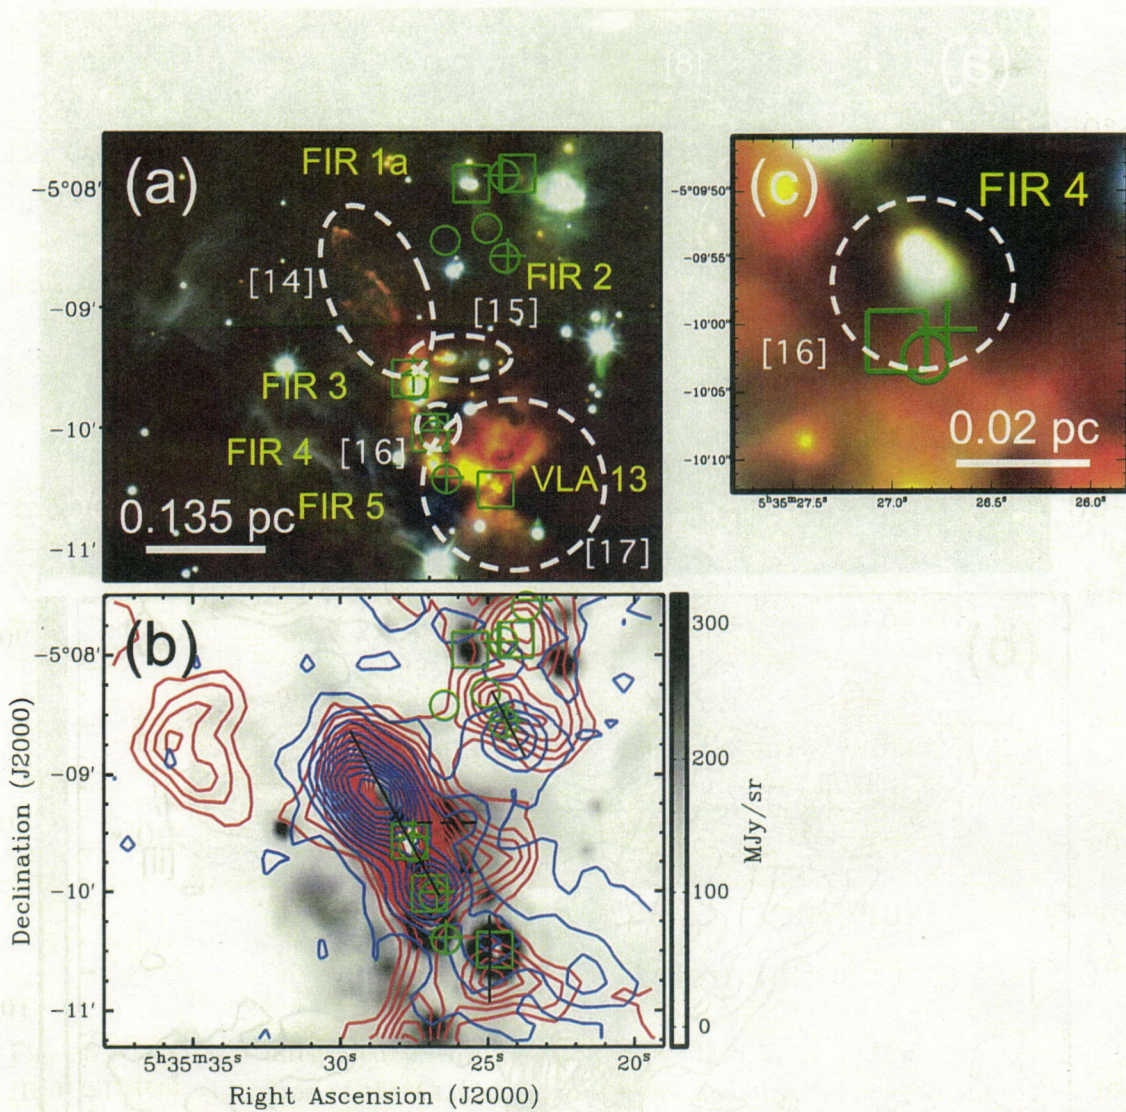 [8]
(a)
FIR 1a
[14]
FIR 2
[15]
FIR 3
FIR 4
[16]
FIR 5
VLA 13
0.135 pc
[17]
−5°08′
−09′
−10′
−11′
(c)
FIR 4
[16]
0.02 pc
−5°09′50″
−09′55″
−10′00″
−10′05″
−10′10″
5ʰ35ᵐ27.5ˢ
27.0ˢ
26.5ˢ
26.0ˢ
(b)
−5°08′
−09′
−10′
−11′
Declination (J2000)
5ʰ35ᵐ35ˢ
30ˢ
25ˢ
20ˢ
Right Ascension (J2000)
300
200
100
0
MJy/sr